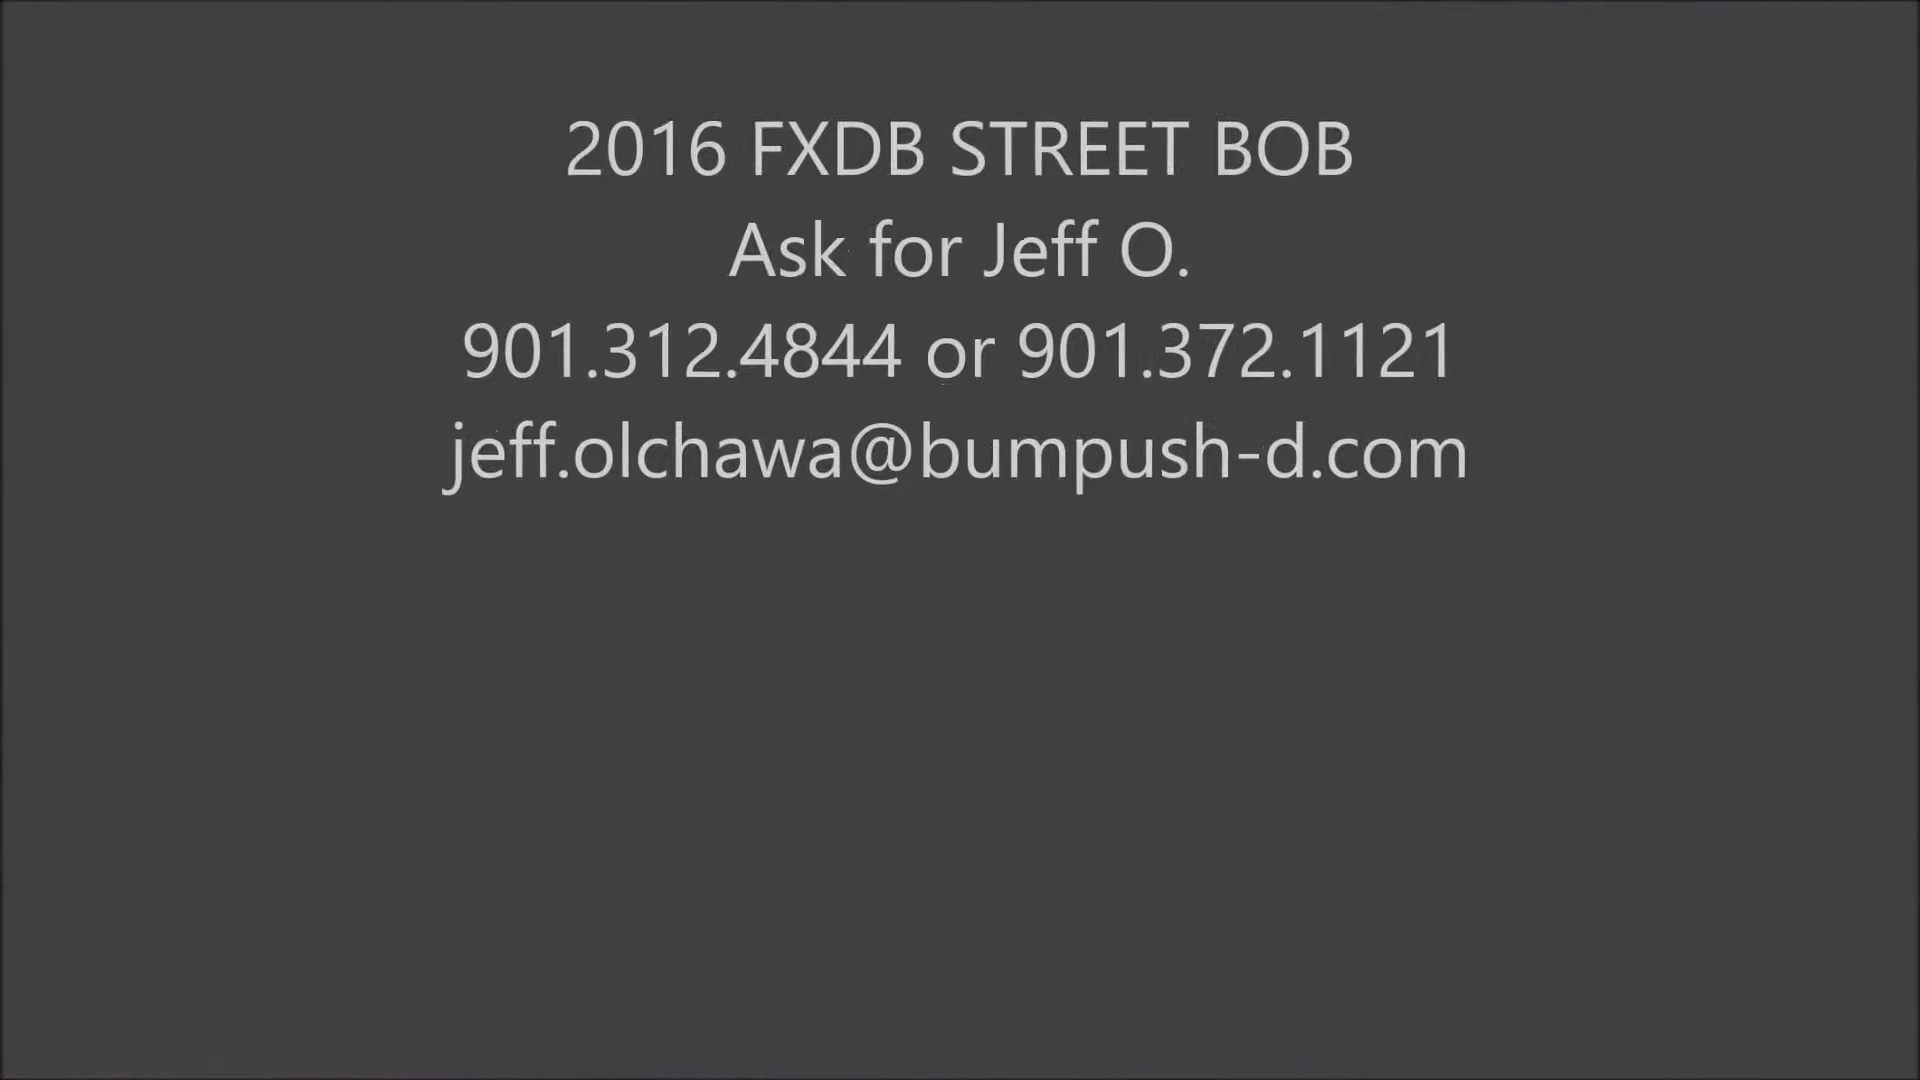 2016 FXDB STREET BOB
Ask for Jeff O.
901.312.4844 or 901.372.1121
jeff.olchawa@bumpush-d.com